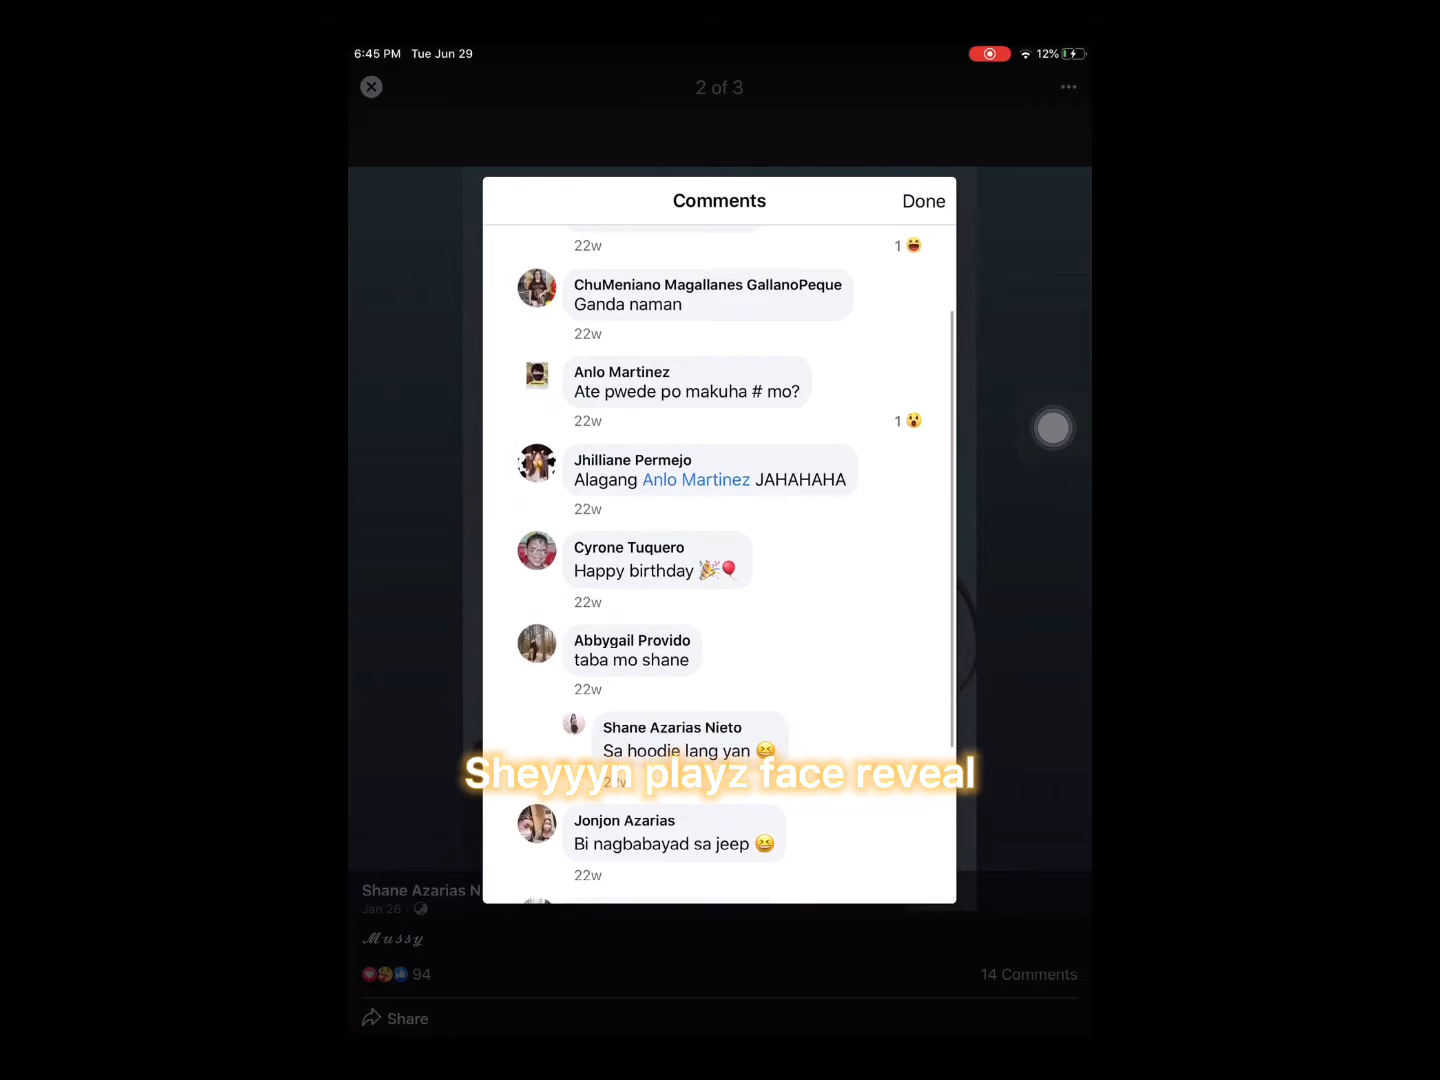 6:45 PM Tue Jun 29
12%
2 of 3
Comments
Done
22w
1
ChuMeniano Magallanes GallanoPeque
Ganda naman
22w
Anlo Martinez
Ate pwede po makuha # mo?
22w
1
Jhilliane Permejo
Alagang Anlo Martinez JAHAHAHA
22w
Cyrone Tuquero
Happy birthday 🎉🎈
22w
Abbygail Provido
taba mo shane
22w
Shane Azarias Nieto
Sa hoodie lang yan 😆
22w
Sheyyyn playz face reveal
Jonjon Azarias
Bi nagbabayad sa jeep 😆
22w
Shane Azarias N
Jan 26
Mussy
94
14 Comments
Share